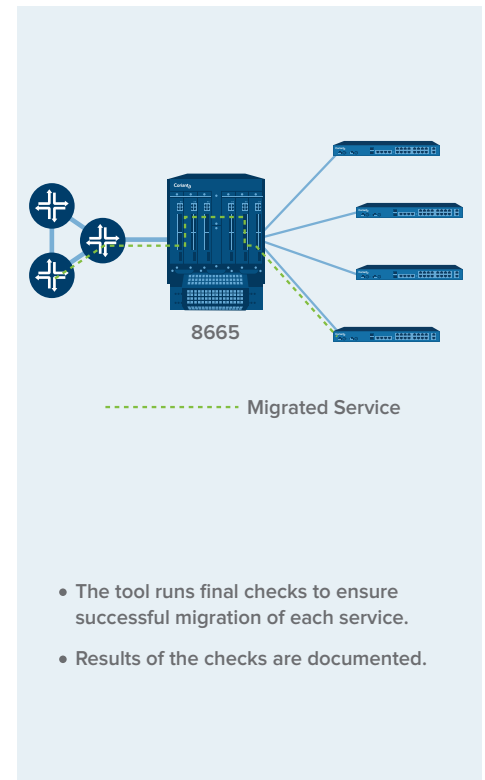 Coriant
8665
Migrated Service
• The tool runs final checks to ensure
successful migration of each service.
• Results of the checks are documented.